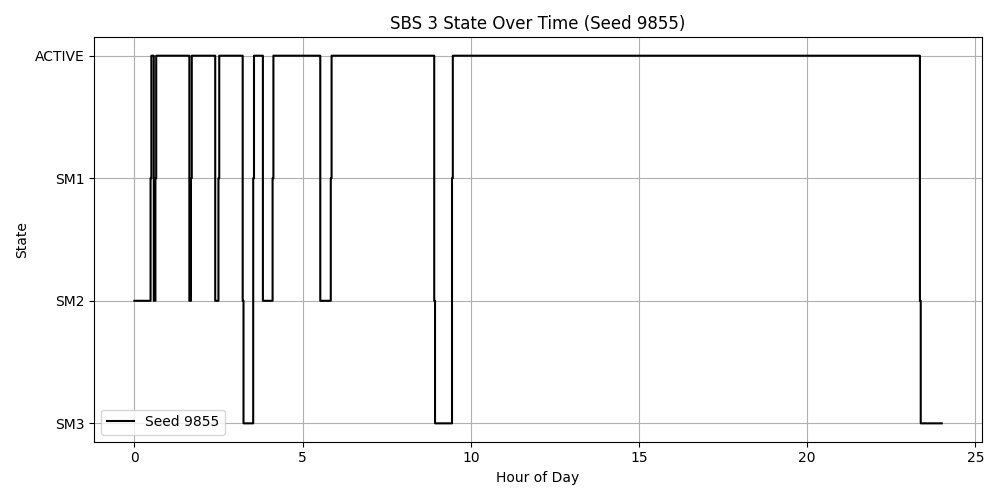 SBS 3 State Over Time (Seed 9855)
ACTIVE
SM1
SM2
SM3
State
Seed 9855
0
5
10
15
20
25
Hour of Day